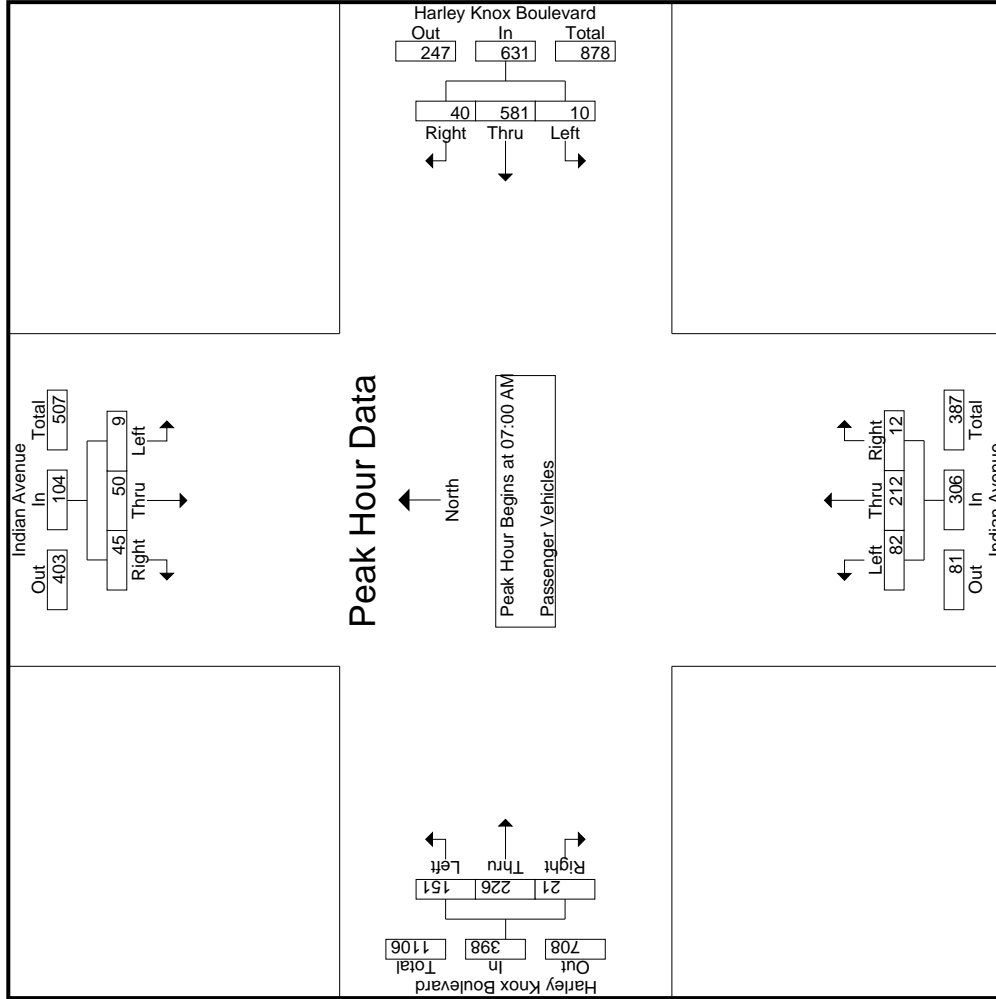 Harley Knox Boulevard
Out In Total
247 631 878
40 581 10
Right Thru Left
Indian Avenue
Out In Total
403 104 507
45 50 9
Right Thru Left
Peak Hour Data
North
Peak Hour Begins at 07:00 AM
Passenger Vehicles
Left Thru Right
82 212 12
81 306 387
Out In Total
Indian Avenue
Right Thru Left
21 226 151
708 398 1106
Out In Total
Harley Knox Boulevard